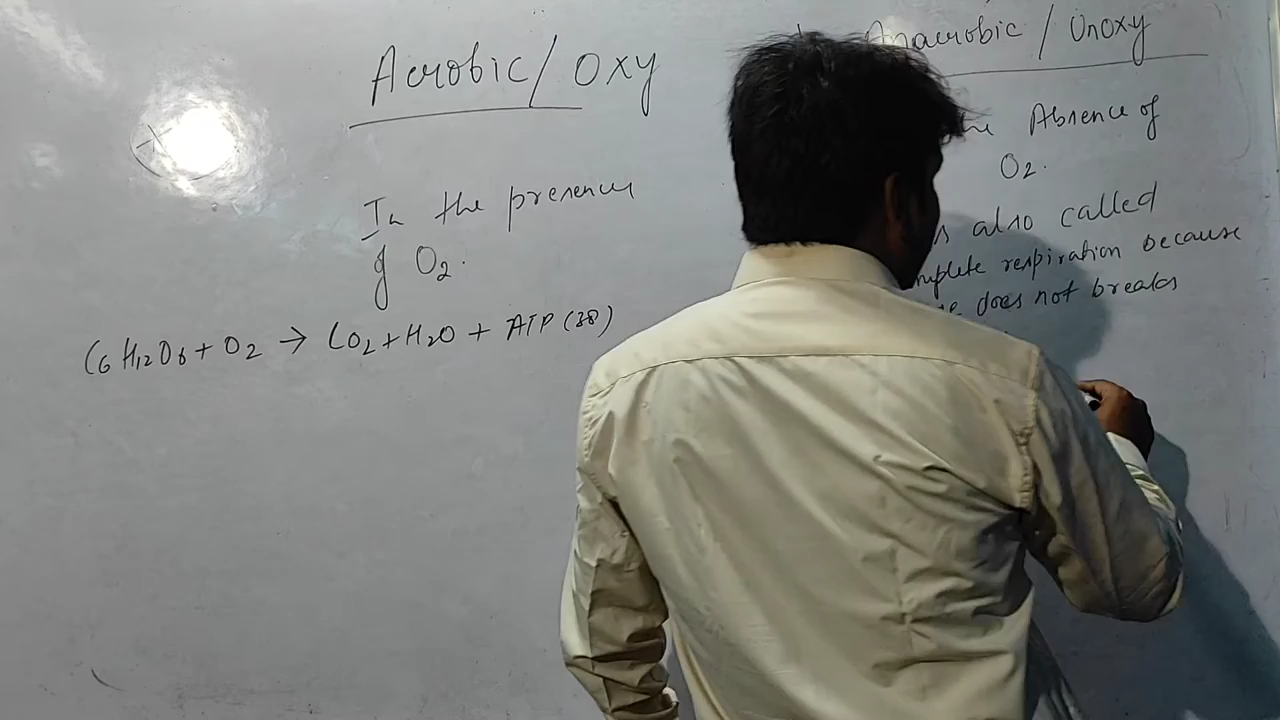 Aerobic/ Oxy
In the presence
of O2.
C6H12O6 + O2 → CO2 + H2O + ATP (38)
Anaerobic / Unoxy
Absence of
O2.
also called
respiration because
does not breaks